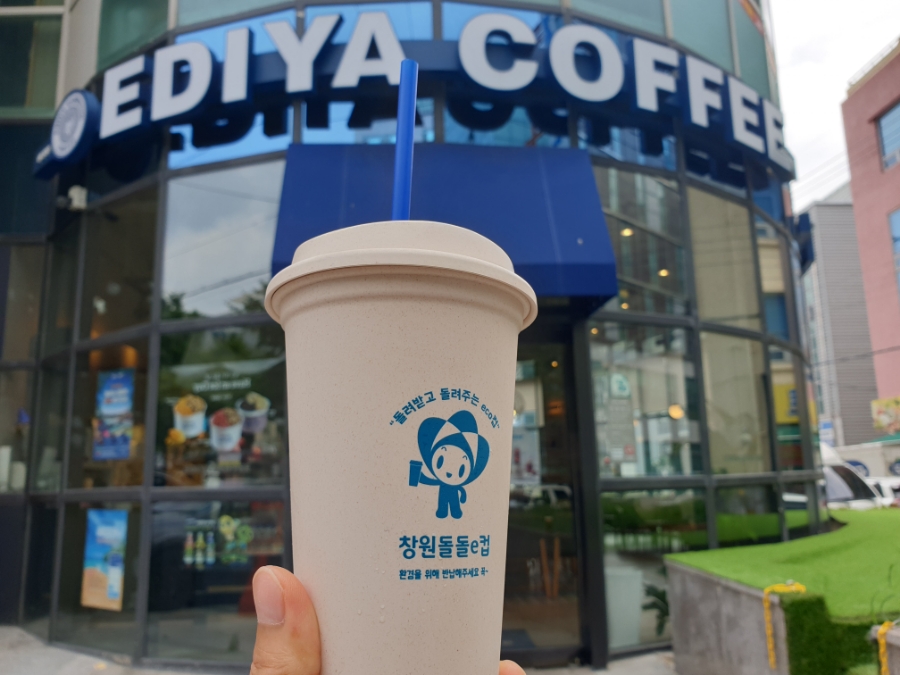 EDIYA COFFEE
"돌려받고 돌려주는 eco컵"
창원돌돌e컵
환경을 위해 반납해주세요 꼭~